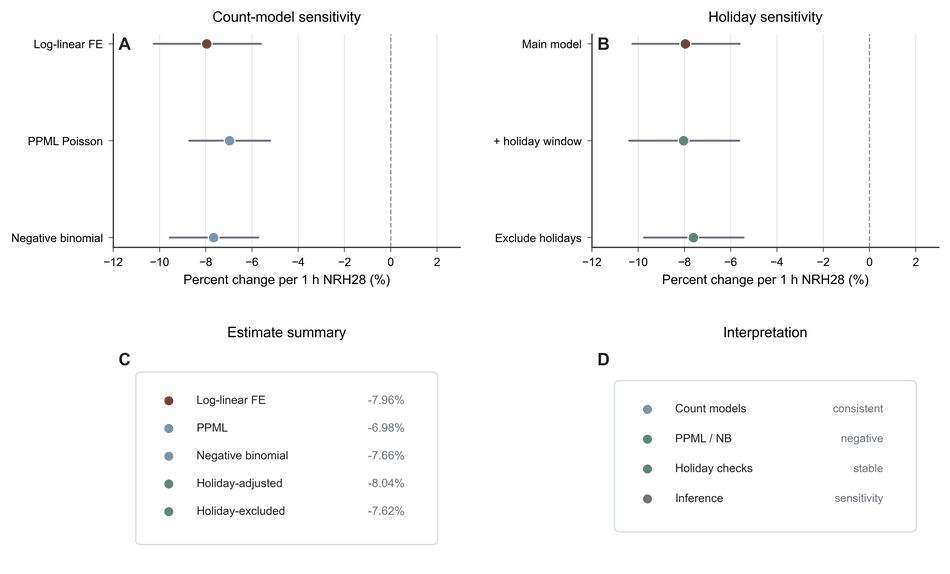 Count-model sensitivity
A
Log-linear FE
PPML Poisson
Negative binomial
−12 −10 −8 −6 −4 −2 0 2
Percent change per 1 h NRH28 (%)
Holiday sensitivity
B
Main model
+ holiday window
Exclude holidays
−12 −10 −8 −6 −4 −2 0 2
Percent change per 1 h NRH28 (%)
Estimate summary
C
Log-linear FE -7.96%
PPML -6.98%
Negative binomial -7.66%
Holiday-adjusted -8.04%
Holiday-excluded -7.62%
Interpretation
D
Count models consistent
PPML / NB negative
Holiday checks stable
Inference sensitivity